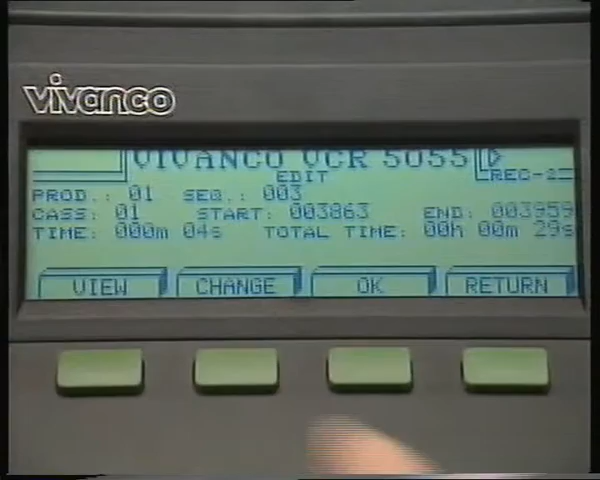 vivanco
VIVANCO VCR 5055
EDIT
REC-2
PROD.: 01 SEQ.: 003
CASS: 01 START: 003863 END: 003959
TIME: 000m 04s TOTAL TIME: 00h 00m 29s
VIEW CHANGE OK RETURN